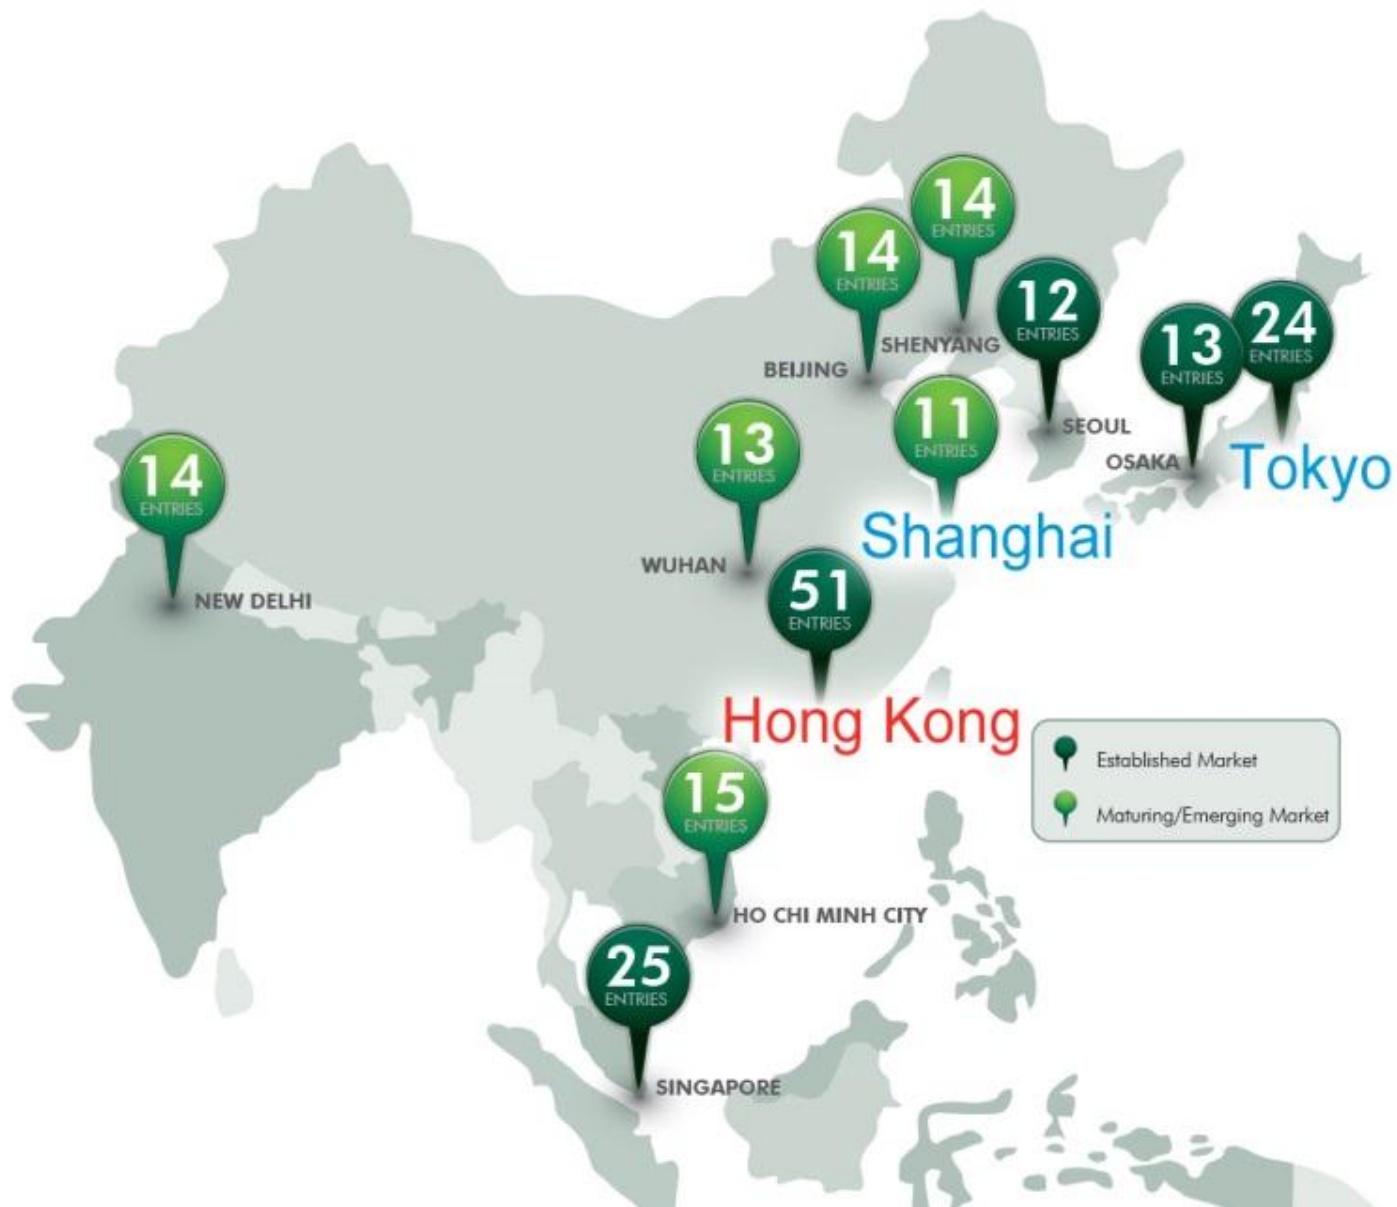 14
ENTRIES
14
ENTRIES
12
ENTRIES
24
ENTRIES
13
ENTRIES
SHENYANG
BEIJING
11
ENTRIES
13
ENTRIES
SEOUL
OSAKA
Tokyo
14
ENTRIES
Shanghai
WUHAN
51
ENTRIES
NEW DELHI
Hong Kong
Established Market
Maturing/Emerging Market
15
ENTRIES
HO CHI MINH CITY
25
ENTRIES
SINGAPORE